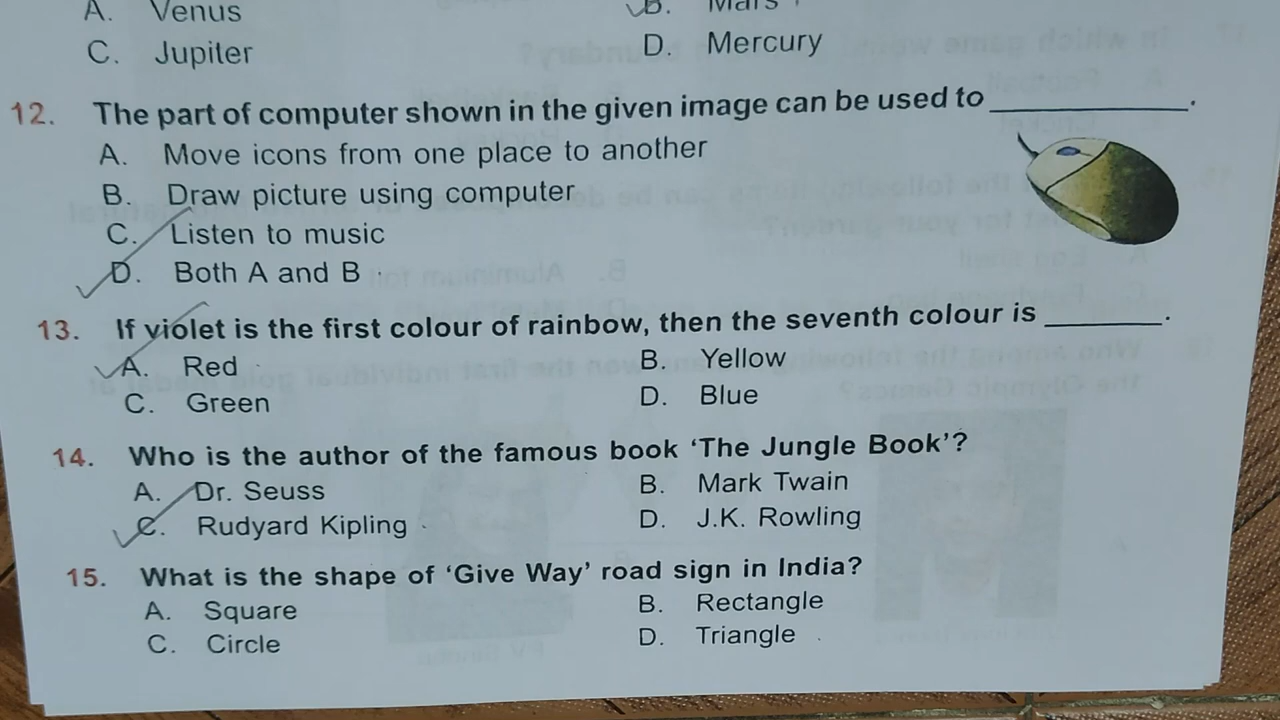 A. Venus B. Mars
C. Jupiter D. Mercury
12. The part of computer shown in the given image can be used to ____________.
A. Move icons from one place to another
B. Draw picture using computer
C. Listen to music
D. Both A and B
13. If violet is the first colour of rainbow, then the seventh colour is ________.
A. Red B. Yellow
C. Green D. Blue
14. Who is the author of the famous book ‘The Jungle Book’?
A. Dr. Seuss B. Mark Twain
C. Rudyard Kipling D. J.K. Rowling
15. What is the shape of ‘Give Way’ road sign in India?
A. Square B. Rectangle
C. Circle D. Triangle